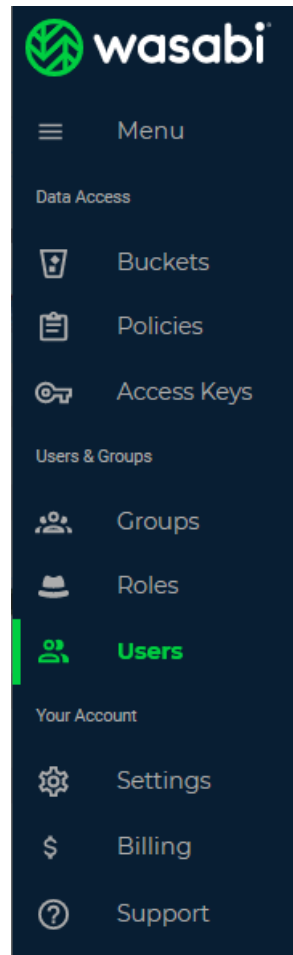 wasabi
Menu
Data Access
Buckets
Policies
Access Keys
Users & Groups
Groups
Roles
Users
Your Account
Settings
$ Billing
Support